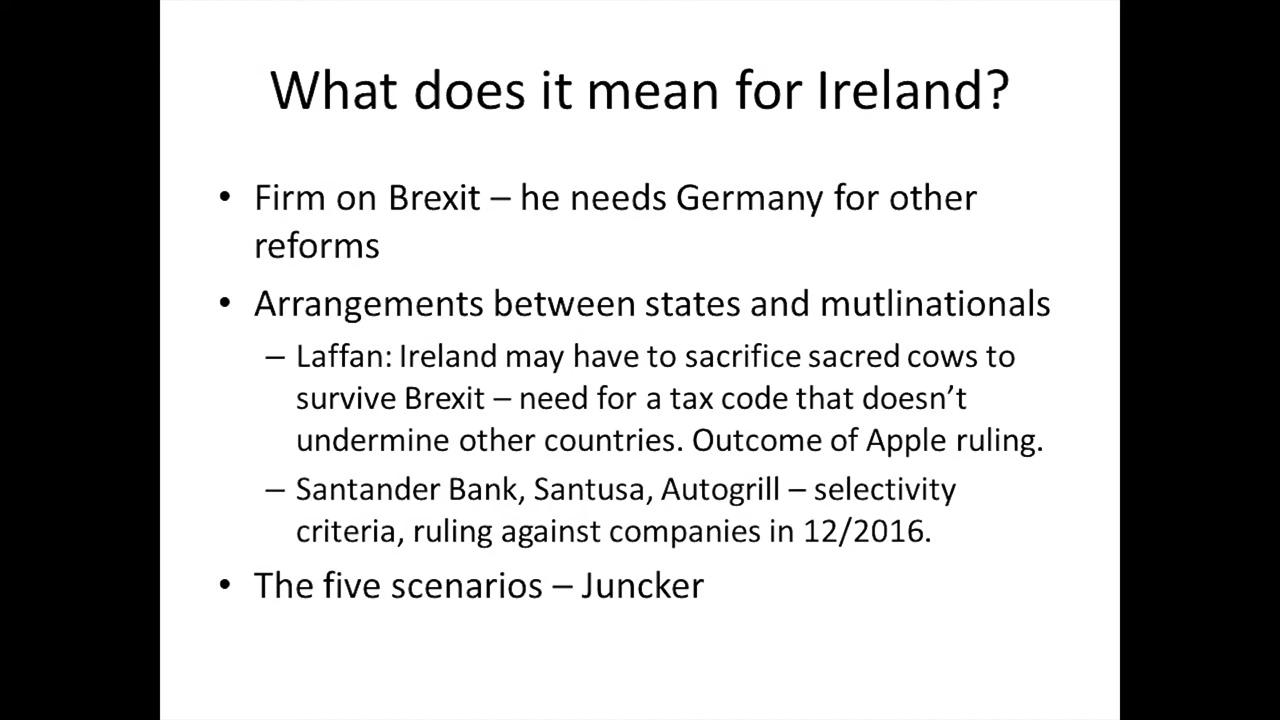 What does it mean for Ireland?
• Firm on Brexit – he needs Germany for other
reforms
• Arrangements between states and mutlinationals
– Laffan: Ireland may have to sacrifice sacred cows to
survive Brexit – need for a tax code that doesn’t
undermine other countries. Outcome of Apple ruling.
– Santander Bank, Santusa, Autogrill – selectivity
criteria, ruling against companies in 12/2016.
• The five scenarios – Juncker